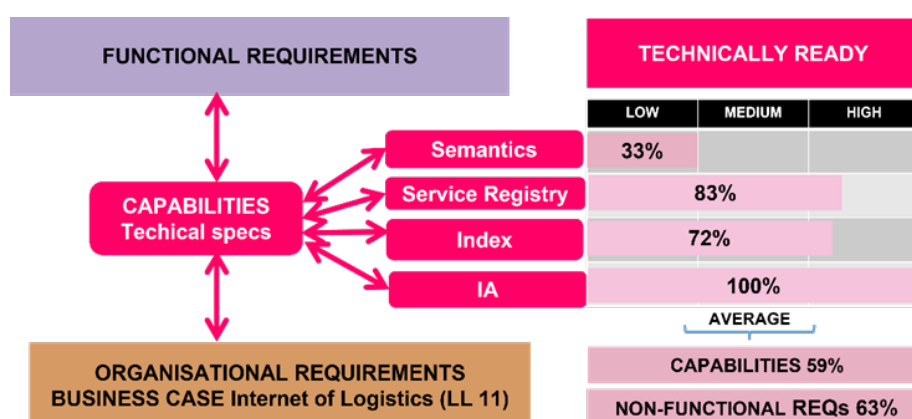 FUNCTIONAL REQUIREMENTS
TECHNICALLY READY
LOW MEDIUM HIGH
Semantics 33%
Service Registry 83%
CAPABILITIES
Techical specs
Index 72%
IA 100%
AVERAGE
ORGANISATIONAL REQUIREMENTS
BUSINESS CASE Internet of Logistics (LL 11)
CAPABILITIES 59%
NON-FUNCTIONAL REQs 63%